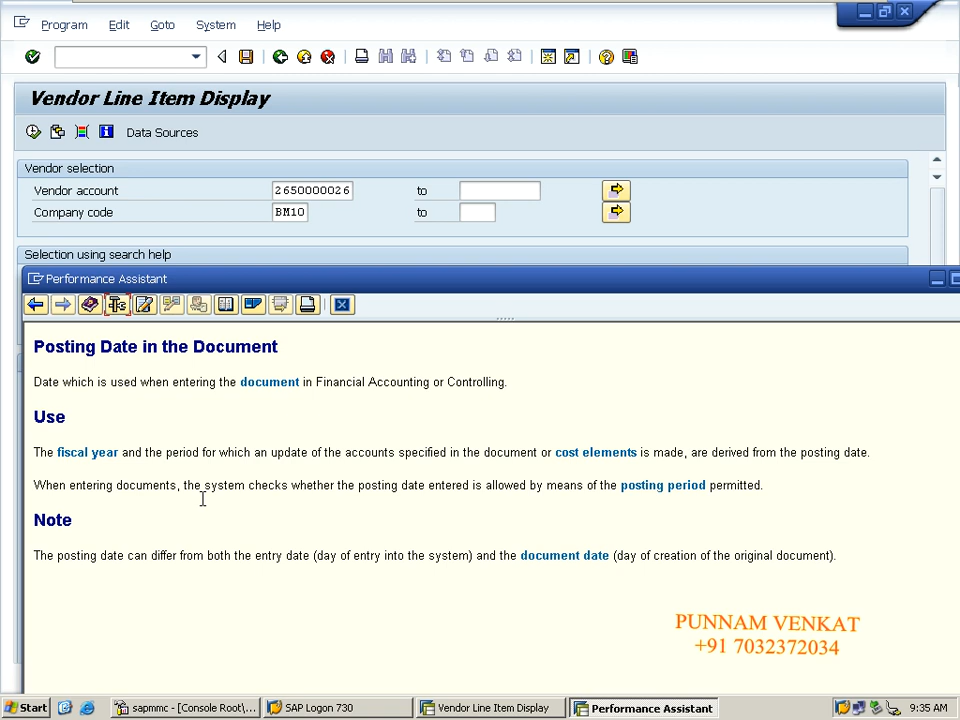 Program Edit Goto System Help
Vendor Line Item Display
Data Sources
Vendor selection
Vendor account 2650000026 to
Company code BM10 to
Selection using search help
Performance Assistant
Posting Date in the Document
Date which is used when entering the document in Financial Accounting or Controlling.
Use
The fiscal year and the period for which an update of the accounts specified in the document or cost elements is made, are derived from the posting date.
When entering documents, the system checks whether the posting date entered is allowed by means of the posting period permitted.
Note
The posting date can differ from both the entry date (day of entry into the system) and the document date (day of creation of the original document).
PUNNAM VENKAT
+91 7032372034
Start sapmmc - [Console Root\... SAP Logon 730 Vendor Line Item Display Performance Assistant 9:35 AM